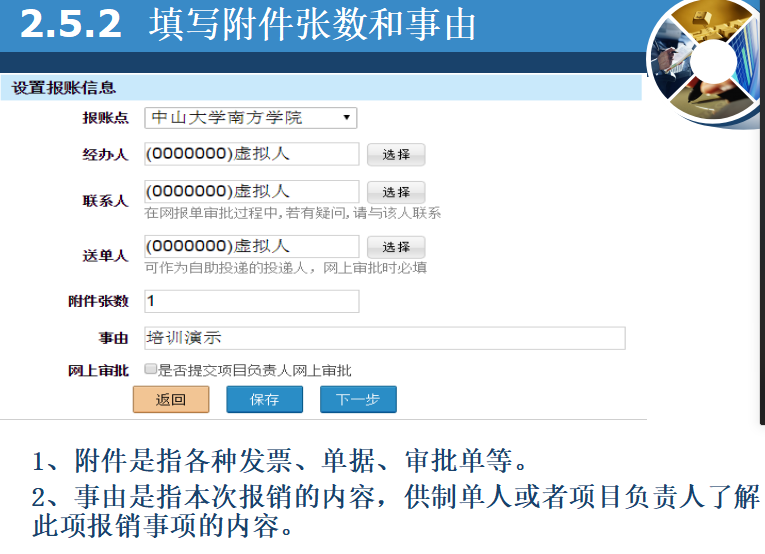 2.5.2 填写附件张数和事由
设置报账信息
报账点 中山大学南方学院
经办人 (0000000)虚拟人 选择
联系人 (0000000)虚拟人 选择
在网报单审批过程中,若有疑问,请与该人联系
送单人 (0000000)虚拟人 选择
可作为自助投递的投递人，网上审批时必填
附件张数 1
事由 培训演示
网上审批 是否提交项目负责人网上审批
返回 保存 下一步
1、附件是指各种发票、单据、审批单等。
2、事由是指本次报销的内容，供制单人或者项目负责人了解
此项报销事项的内容。